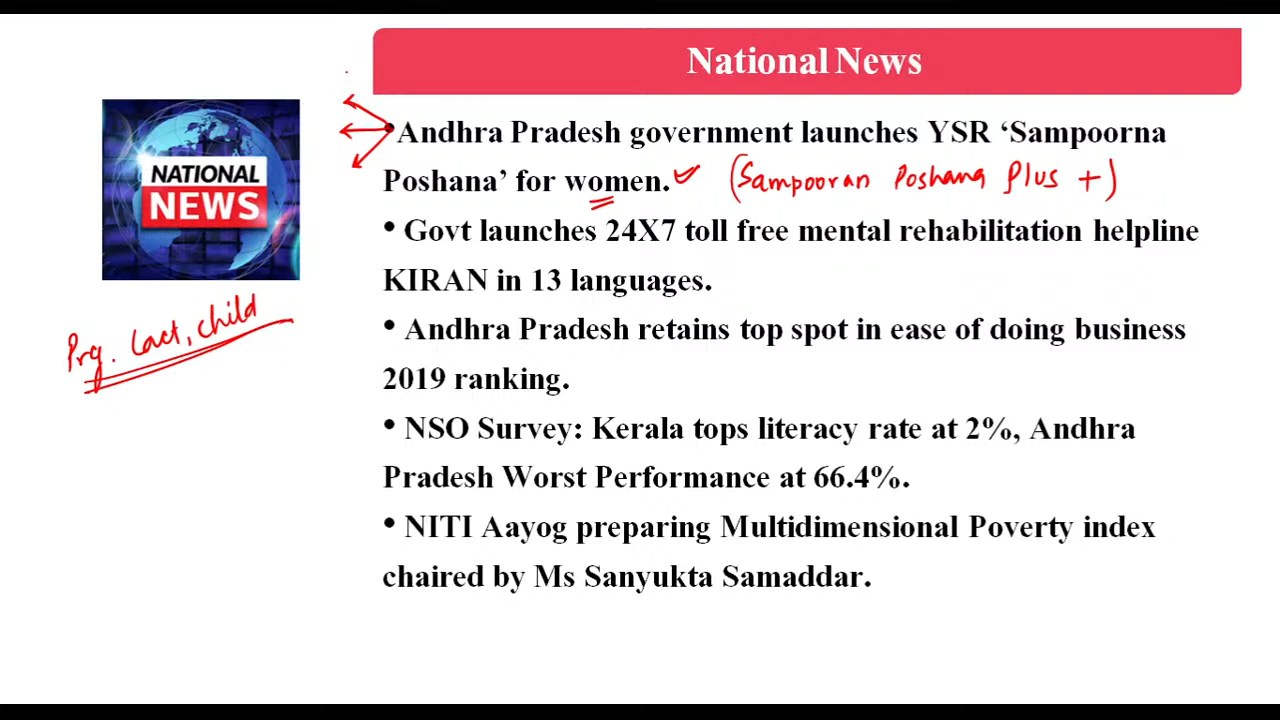 National News
NATIONAL
NEWS
•Andhra Pradesh government launches YSR ‘Sampoorna
Poshana’ for women. (Sampooran Poshana Plus +)
• Govt launches 24X7 toll free mental rehabilitation helpline
KIRAN in 13 languages.
Prg. Lact, child
• Andhra Pradesh retains top spot in ease of doing business
2019 ranking.
• NSO Survey: Kerala tops literacy rate at 2%, Andhra
Pradesh Worst Performance at 66.4%.
• NITI Aayog preparing Multidimensional Poverty index
chaired by Ms Sanyukta Samaddar.